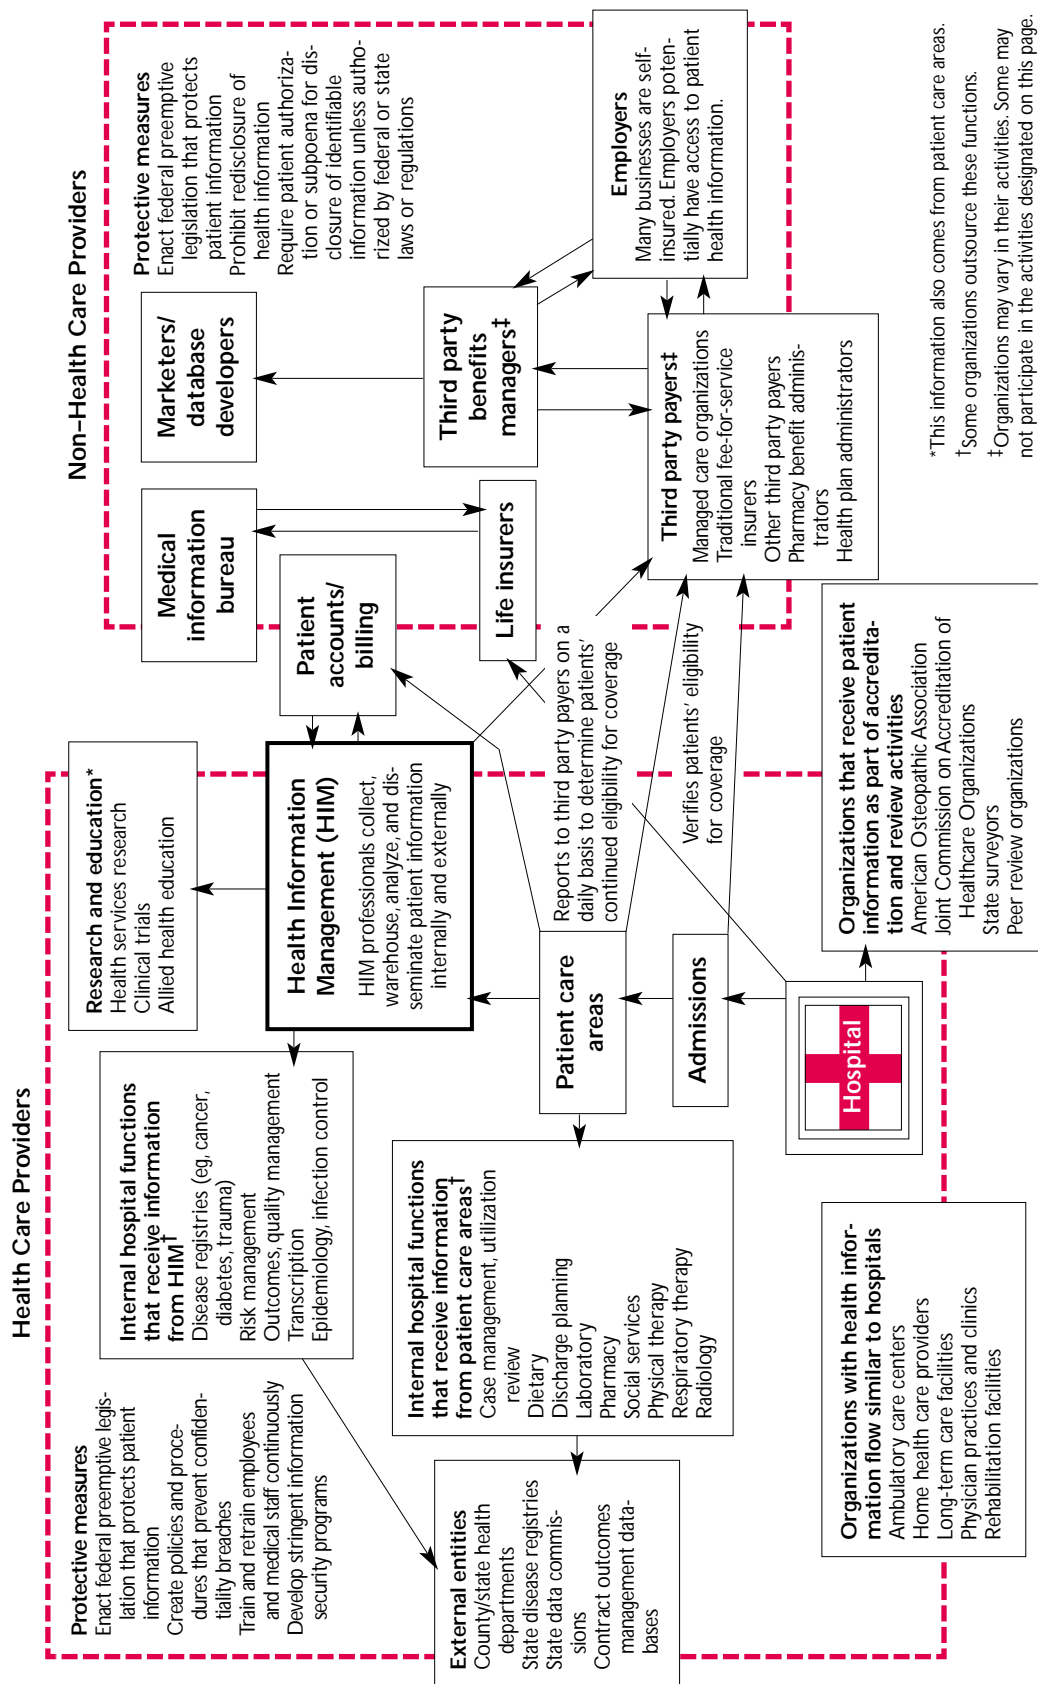 Health Care Providers
Non–Health Care Providers
Protective measures
Enact federal preemptive legis-
lation that protects patient
information
Create policies and proce-
dures that prevent confiden-
tiality breaches
Train and retrain employees
and medical staff continuously
Develop stringent information
security programs
Internal hospital functions
that receive information
from HIM†
Disease registries (eg, cancer,
diabetes, trauma)
Risk management
Outcomes, quality management
Transcription
Epidemiology, infection control
Research and education*
Health services research
Clinical trials
Allied health education
Health Information
Management (HIM)
HIM professionals collect,
warehouse, analyze, and dis-
seminate patient information
internally and externally
Patient
accounts/
billing
Medical
information
bureau
Life insurers
Marketers/
database
developers
Third party
benefits
managers‡
Protective measures
Enact federal preemptive
legislation that protects
patient information
Prohibit redisclosure of
health information
Require patient authoriza-
tion or subpoena for dis-
closure of identifiable
information unless autho-
rized by federal or state
laws or regulations
Employers
Many businesses are self-
insured. Employers poten-
tially have access to patient
health information.
Third party payers‡
Managed care organizations
Traditional fee-for-service
insurers
Other third party payers
Pharmacy benefit adminis-
trators
Health plan administrators
External entities
County/state health
departments
State disease registries
State data commis-
sions
Contract outcomes
management data-
bases
Internal hospital functions
that receive information
from patient care areas†
Case management, utilization
review
Dietary
Discharge planning
Laboratory
Pharmacy
Social services
Physical therapy
Respiratory therapy
Radiology
Patient care
areas
Reports to third party payers on a
daily basis to determine patients’
continued eligibility for coverage
Admissions
Verifies patients’ eligibility
for coverage
Hospital
Organizations with health infor-
mation flow similar to hospitals
Ambulatory care centers
Home health care providers
Long-term care facilities
Physician practices and clinics
Rehabilitation facilities
Organizations that receive patient
information as part of accredita-
tion and review activities
American Osteopathic Association
Joint Commission on Accreditation of
Healthcare Organizations
State surveyors
Peer review organizations
*This information also comes from patient care areas.
†Some organizations outsource these functions.
‡Organizations may vary in their activities. Some may
not participate in the activities designated on this page.